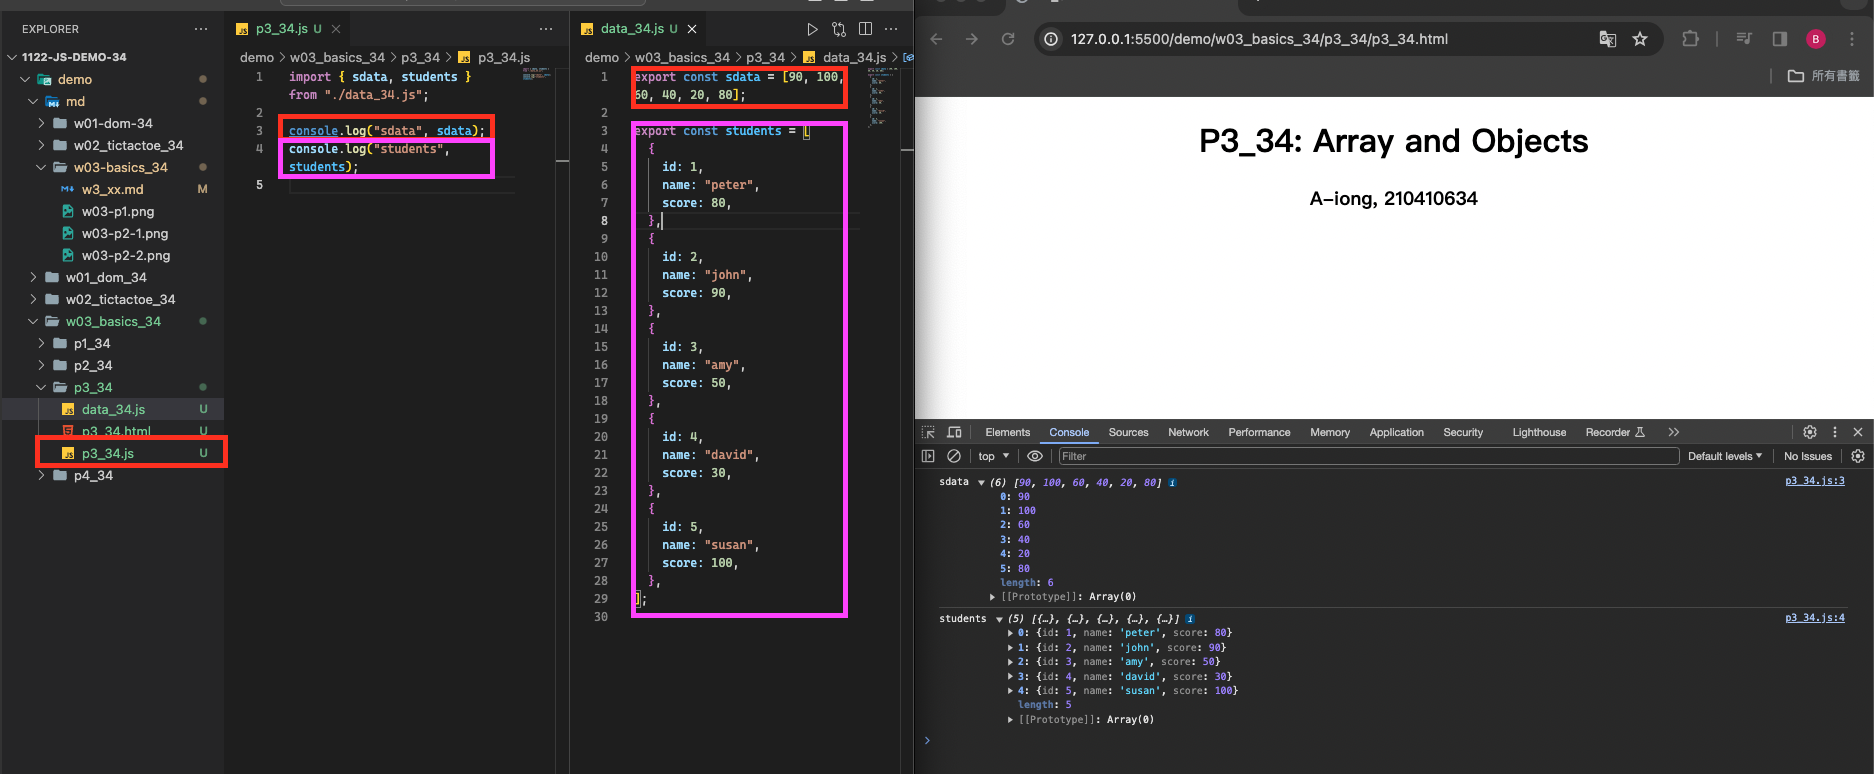 EXPLORER
1122-JS-DEMO-34
demo
md
w01-dom-34
w02_tictactoe_34
w03-basics_34
w3_xx.md M
w03-p1.png
w03-p2-1.png
w03-p2-2.png
w01_dom_34
w02_tictactoe_34
w03_basics_34
p1_34
p2_34
p3_34
data_34.js U
p3_34.html U
p3_34.js U
p4_34
p3_34.js U
demo > w03_basics_34 > p3_34 > p3_34.js
1 import { sdata, students }
from "./data_34.js";
2
3 console.log("sdata", sdata);
4 console.log("students",
students);
5
data_34.js U
demo > w03_basics_34 > p3_34 > data_34.js >
1 export const sdata = [90, 100,
60, 40, 20, 80];
2
3 export const students = [
4 {
5 id: 1,
6 name: "peter",
7 score: 80,
8 },
9 {
10 id: 2,
11 name: "john",
12 score: 90,
13 },
14 {
15 id: 3,
16 name: "amy",
17 score: 50,
18 },
19 {
20 id: 4,
21 name: "david",
22 score: 30,
23 },
24 {
25 id: 5,
26 name: "susan",
27 score: 100,
28 },
29 ];
30
127.0.0.1:5500/demo/w03_basics_34/p3_34/p3_34.html
B
所有書籤
P3_34: Array and Objects
A-iong, 210410634
Elements Console Sources Network Performance Memory Application Security Lighthouse Recorder
top Filter Default levels No Issues
sdata (6) [90, 100, 60, 40, 20, 80] p3_34.js:3
0: 90
1: 100
2: 60
3: 40
4: 20
5: 80
length: 6
[[Prototype]]: Array(0)
students (5) [{…}, {…}, {…}, {…}, {…}] p3_34.js:4
0: {id: 1, name: 'peter', score: 80}
1: {id: 2, name: 'john', score: 90}
2: {id: 3, name: 'amy', score: 50}
3: {id: 4, name: 'david', score: 30}
4: {id: 5, name: 'susan', score: 100}
length: 5
[[Prototype]]: Array(0)